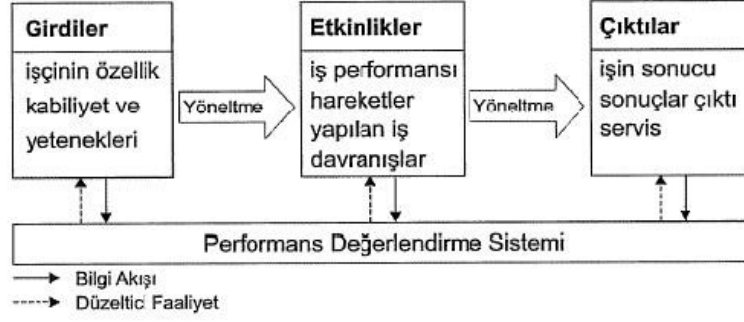 Girdiler
işçinin özellik
kabiliyet ve
yetenekleri
Yöneltme
Etkinlikler
iş performansı
hareketler
yapılan iş
davranışlar
Yöneltme
Çıktılar
işin sonucu
sonuçlar çıktı
servis
Performans Değerlendirme Sistemi
Bilgi Akışı
Düzeltici Faaliyet